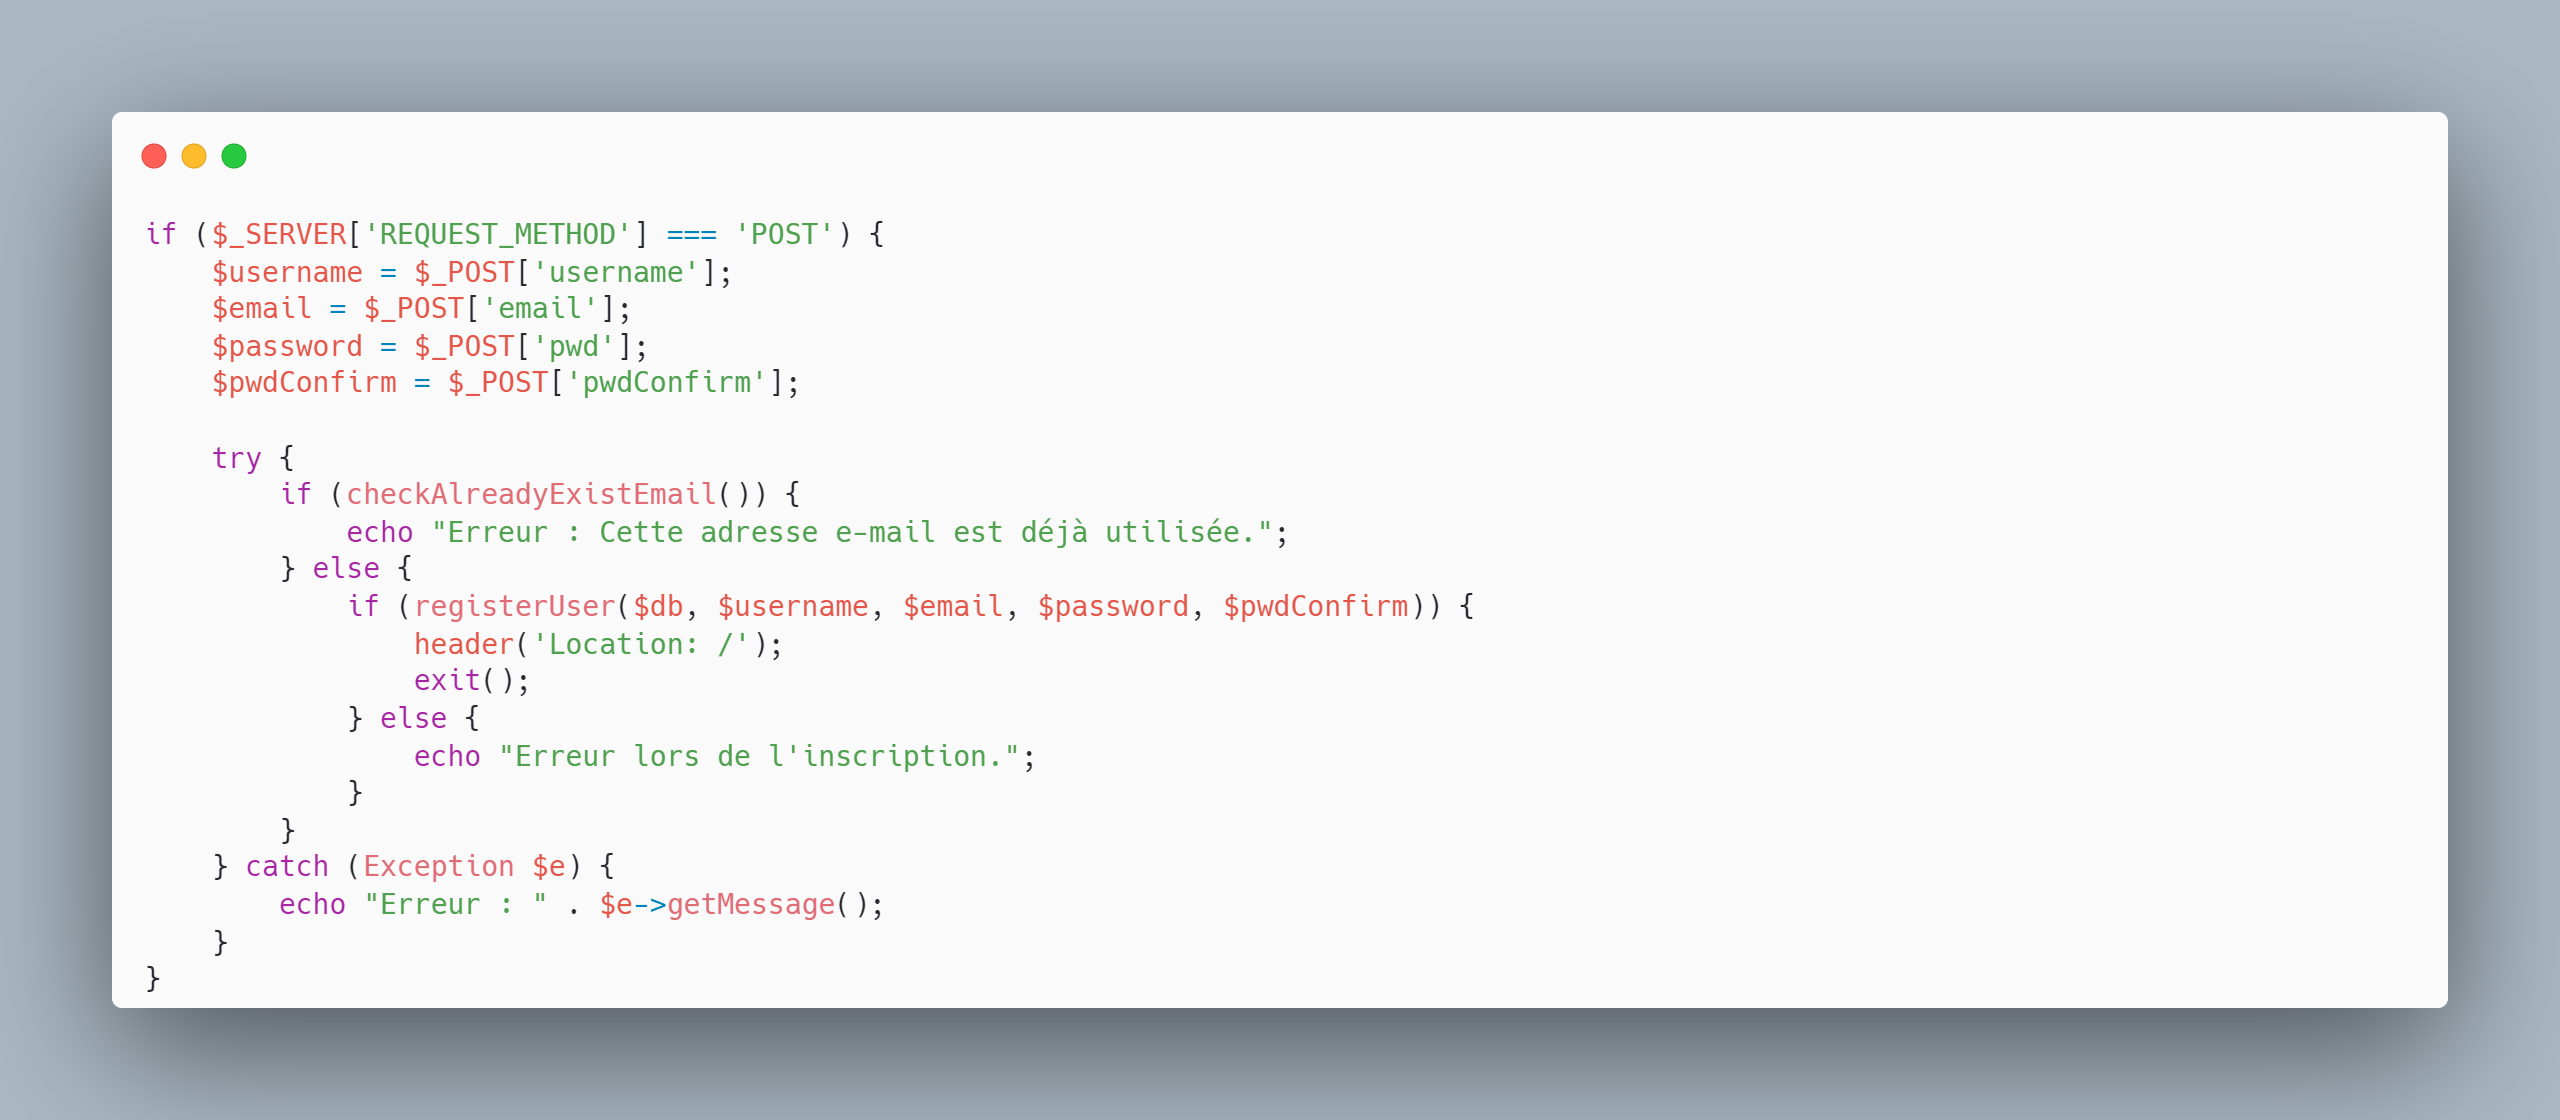 if ($_SERVER['REQUEST_METHOD'] === 'POST') {
    $username = $_POST['username'];
    $email = $_POST['email'];
    $password = $_POST['pwd'];
    $pwdConfirm = $_POST['pwdConfirm'];

    try {
        if (checkAlreadyExistEmail()) {
            echo "Erreur : Cette adresse e-mail est déjà utilisée.";
        } else {
            if (registerUser($db, $username, $email, $password, $pwdConfirm)) {
                header('Location: /');
                exit();
            } else {
                echo "Erreur lors de l'inscription.";
            }
        }
    } catch (Exception $e) {
        echo "Erreur : " . $e->getMessage();
    }
}